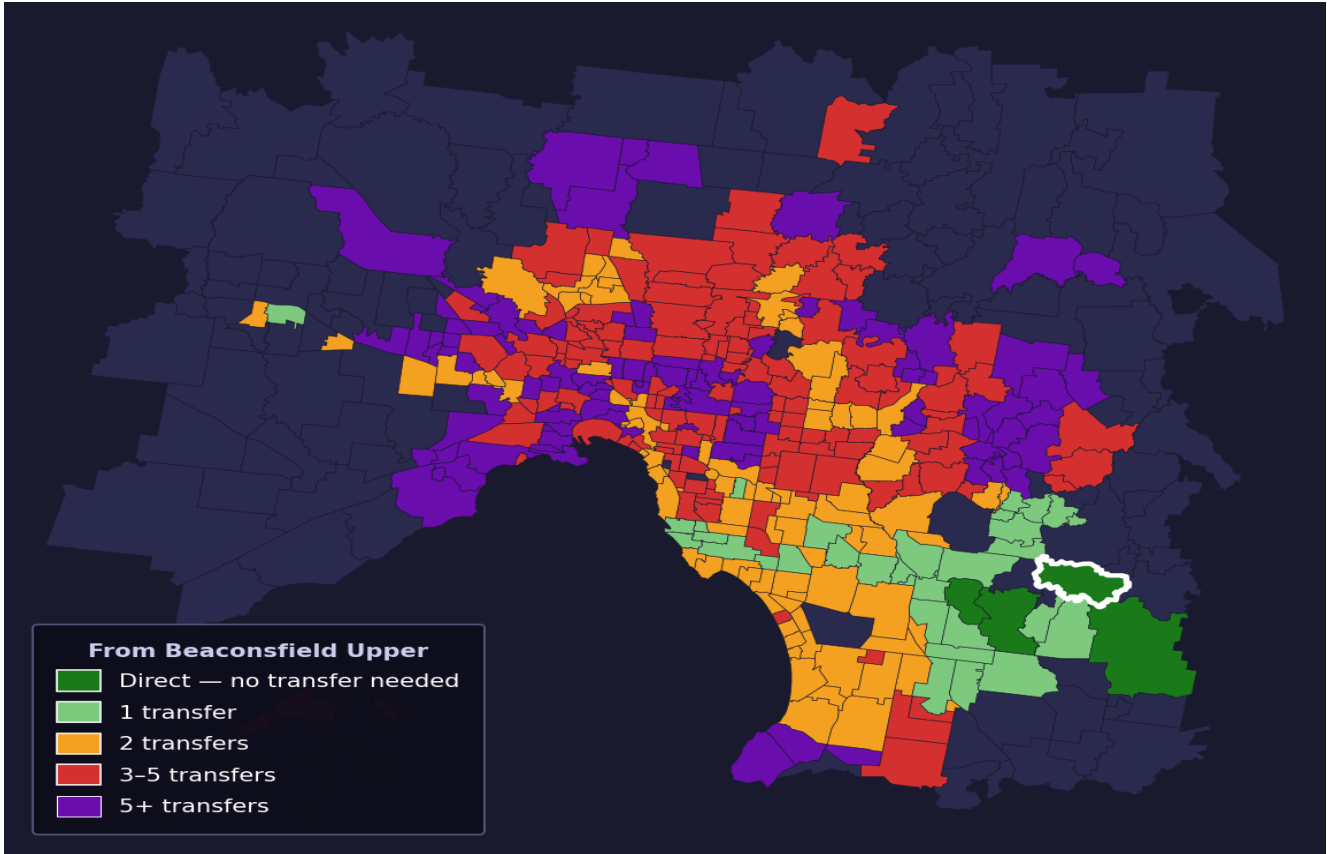 From Beaconsfield Upper
Direct — no transfer needed
1 transfer
2 transfers
3–5 transfers
5+ transfers